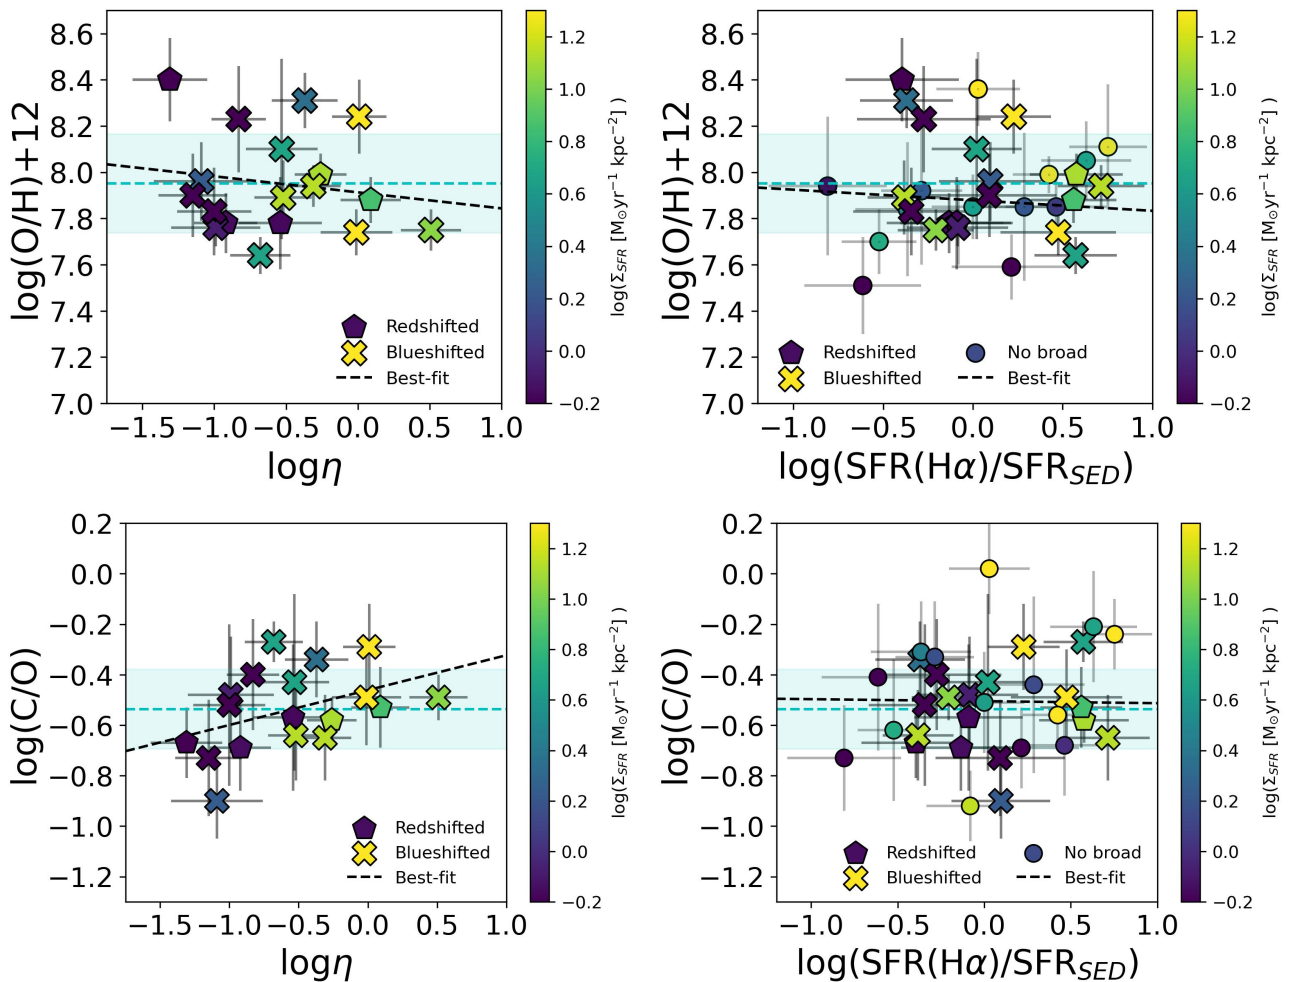 8.6
8.4
8.2
8.0
7.8
7.6
7.4
7.2
7.0
log(O/H)+12
−1.5 −1.0 −0.5 0.0 0.5 1.0
logη
Redshifted
Blueshifted
Best-fit
1.2
1.0
0.8
0.6
0.4
0.2
0.0
−0.2
log(Σ_SFR [M⊙yr⁻¹ kpc⁻²] )
8.6
8.4
8.2
8.0
7.8
7.6
7.4
7.2
7.0
log(O/H)+12
−1.0 −0.5 0.0 0.5 1.0
log(SFR(Hα)/SFR_SED)
Redshifted No broad
Blueshifted Best-fit
1.2
1.0
0.8
0.6
0.4
0.2
0.0
−0.2
log(Σ_SFR [M⊙yr⁻¹ kpc⁻²] )
0.2
0.0
−0.2
−0.4
−0.6
−0.8
−1.0
−1.2
log(C/O)
−1.5 −1.0 −0.5 0.0 0.5 1.0
logη
Redshifted
Blueshifted
Best-fit
1.2
1.0
0.8
0.6
0.4
0.2
0.0
−0.2
log(Σ_SFR [M⊙yr⁻¹ kpc⁻²] )
0.2
0.0
−0.2
−0.4
−0.6
−0.8
−1.0
−1.2
log(C/O)
−1.0 −0.5 0.0 0.5 1.0
log(SFR(Hα)/SFR_SED)
Redshifted No broad
Blueshifted Best-fit
1.2
1.0
0.8
0.6
0.4
0.2
0.0
−0.2
log(Σ_SFR [M⊙yr⁻¹ kpc⁻²] )